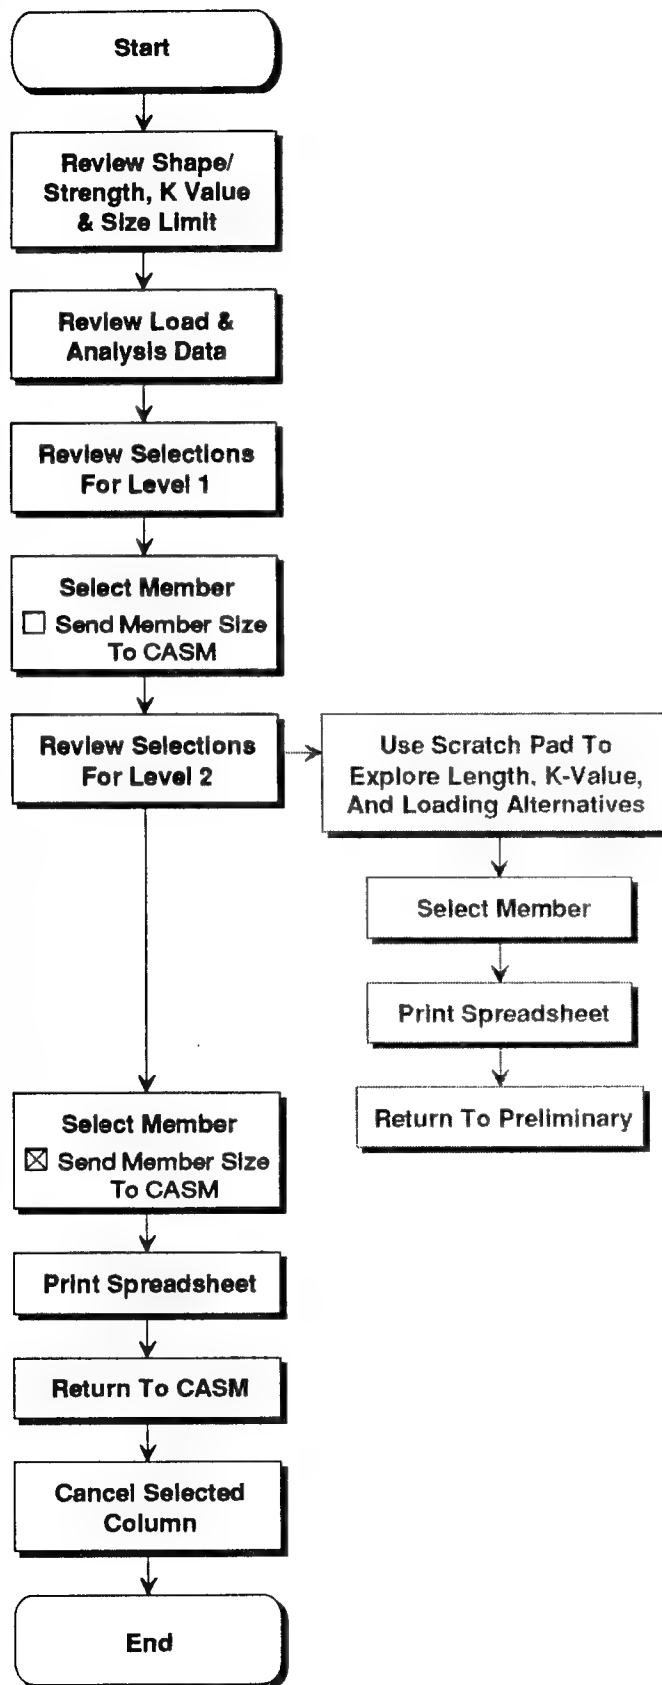 Start
Review Shape/
Strength, K Value
& Size Limit
Review Load &
Analysis Data
Review Selections
For Level 1
Select Member
Send Member Size
To CASM
Review Selections
For Level 2
Use Scratch Pad To
Explore Length, K-Value,
And Loading Alternatives
Select Member
Print Spreadsheet
Return To Preliminary
Select Member
Send Member Size
To CASM
Print Spreadsheet
Return To CASM
Cancel Selected
Column
End